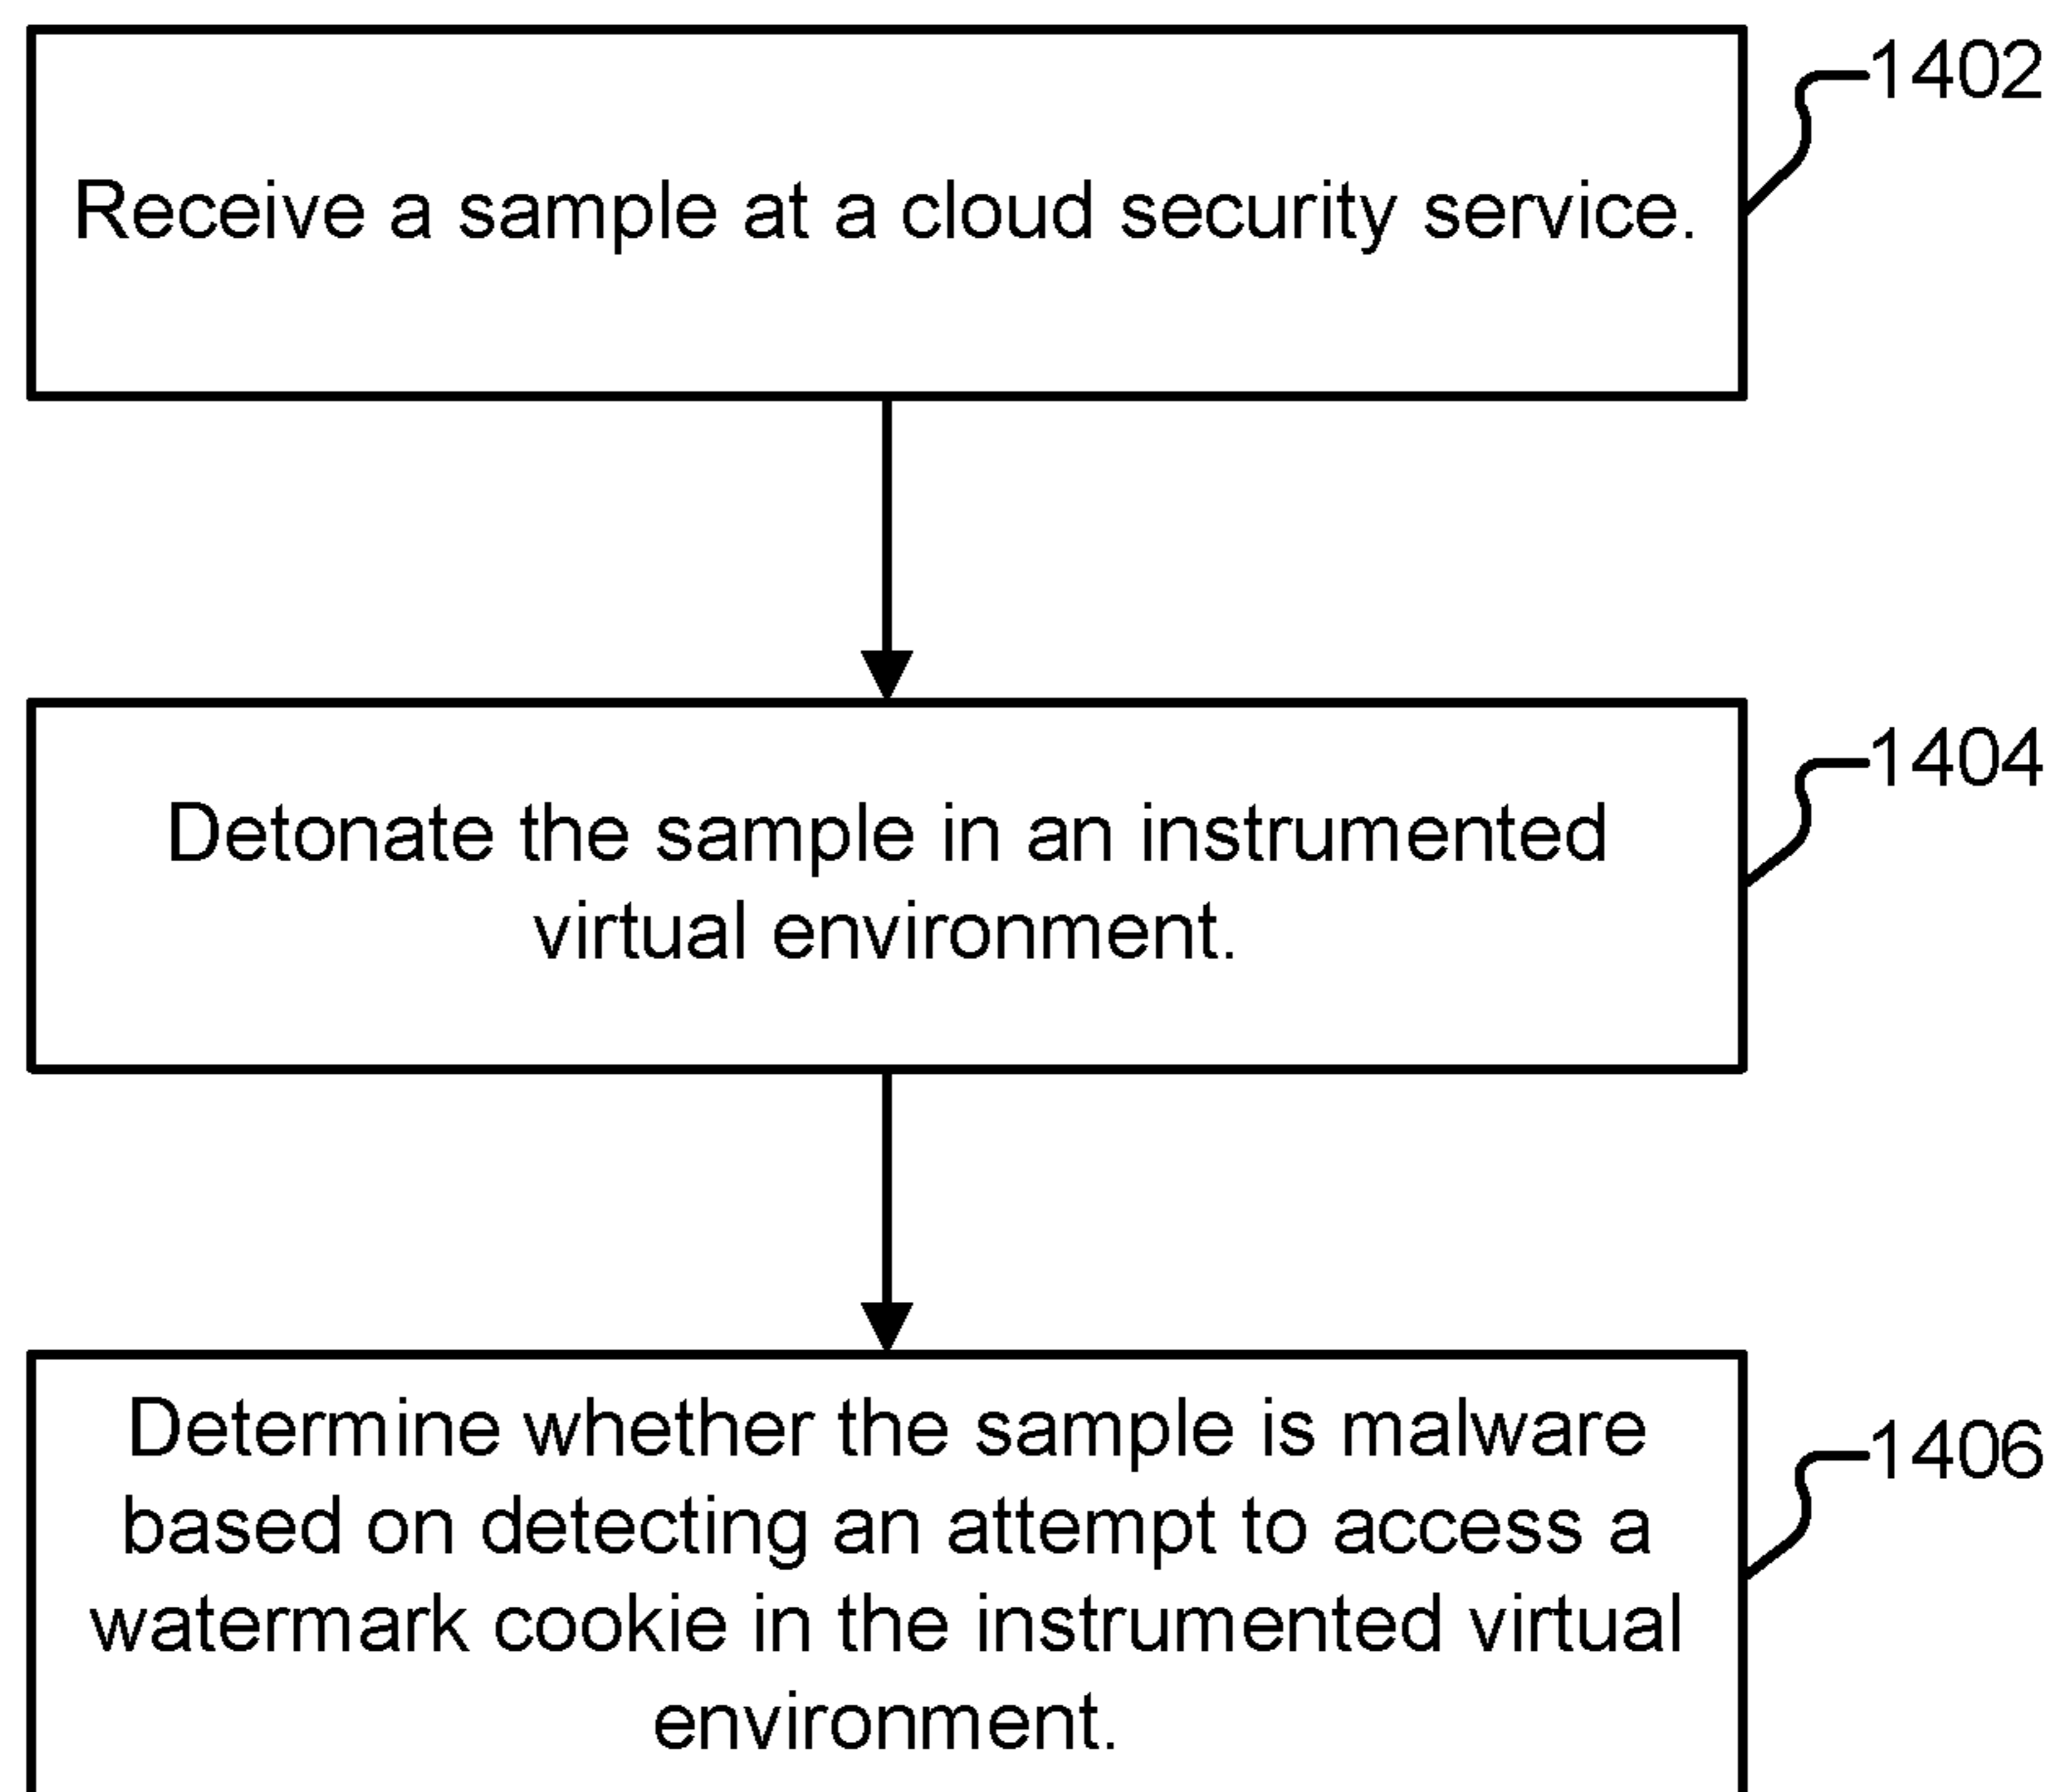 Receive a sample at a cloud security service.
1402
Detonate the sample in an instrumented
virtual environment.
1404
Determine whether the sample is malware
based on detecting an attempt to access a
watermark cookie in the instrumented virtual
environment.
1406